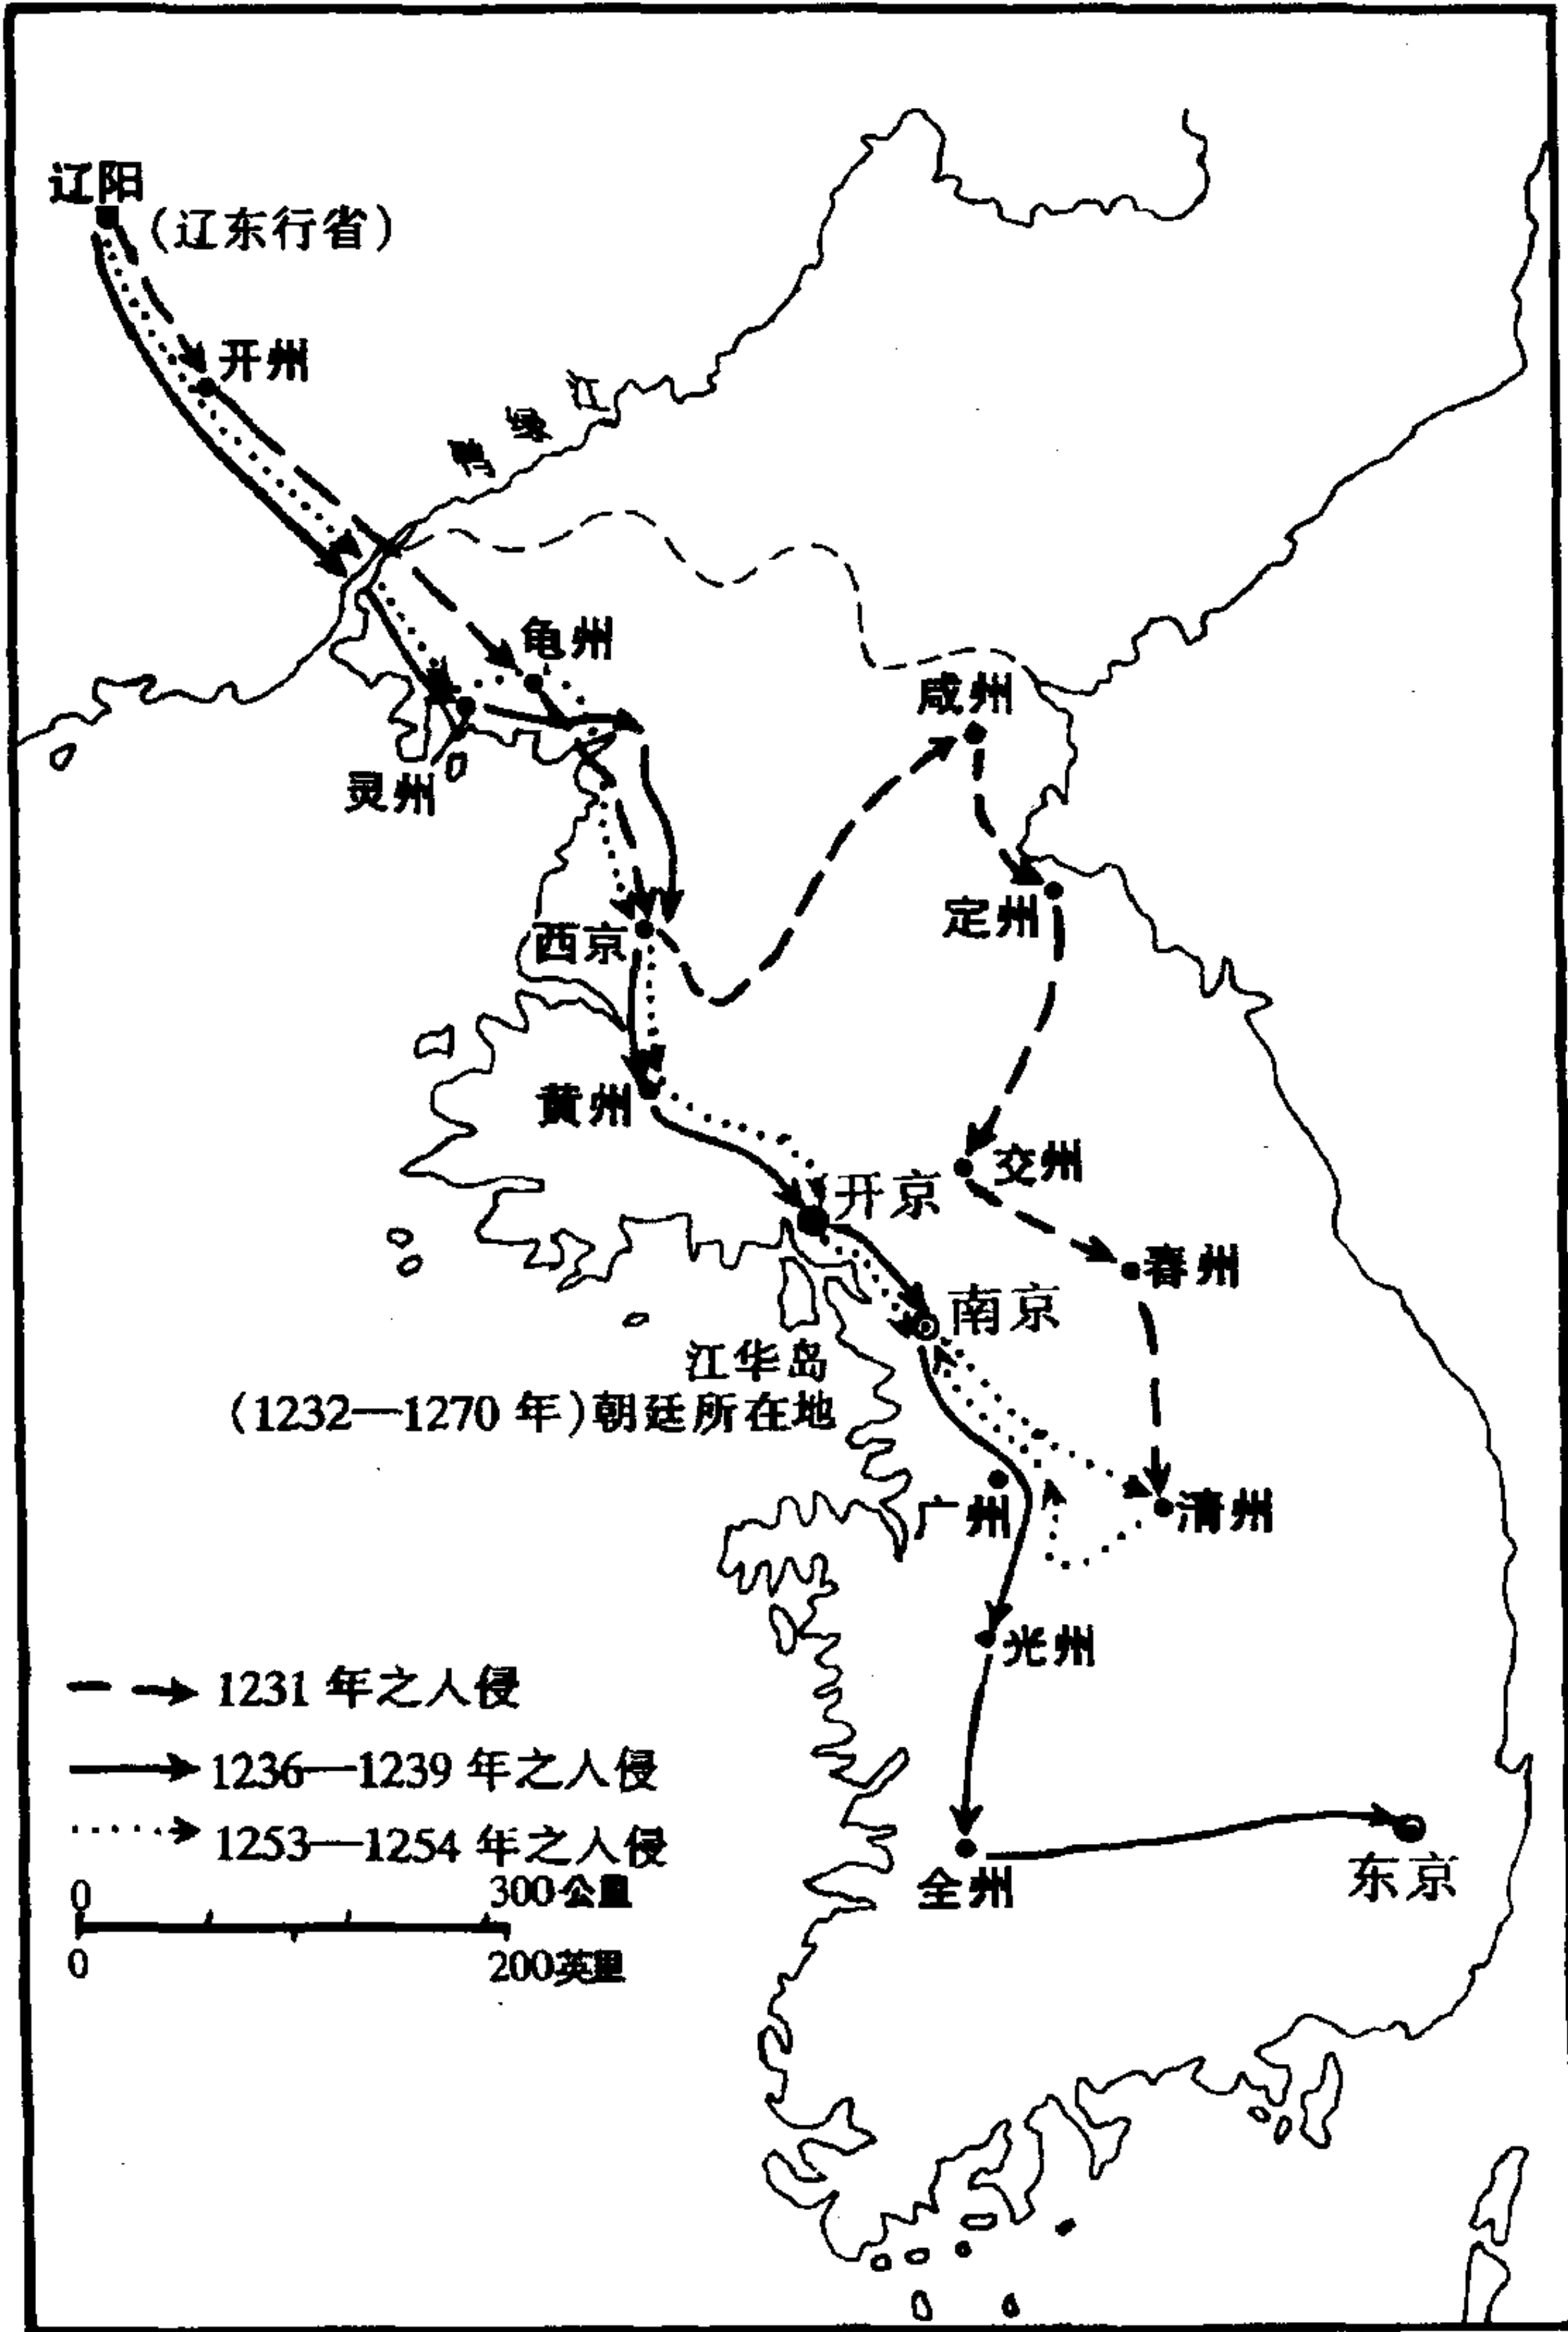 辽阳
(辽东行省)
开州
鸭绿江
龟州
咸州
灵州
定州
西京
黄州
交州
开京
春州
南京
江华岛
(1232—1270 年)朝廷所在地
广州
清州
光州
1231 年之人侵
1236—1239 年之人侵
1253—1254 年之人侵
0 300公里
0 200英里
全州
东京